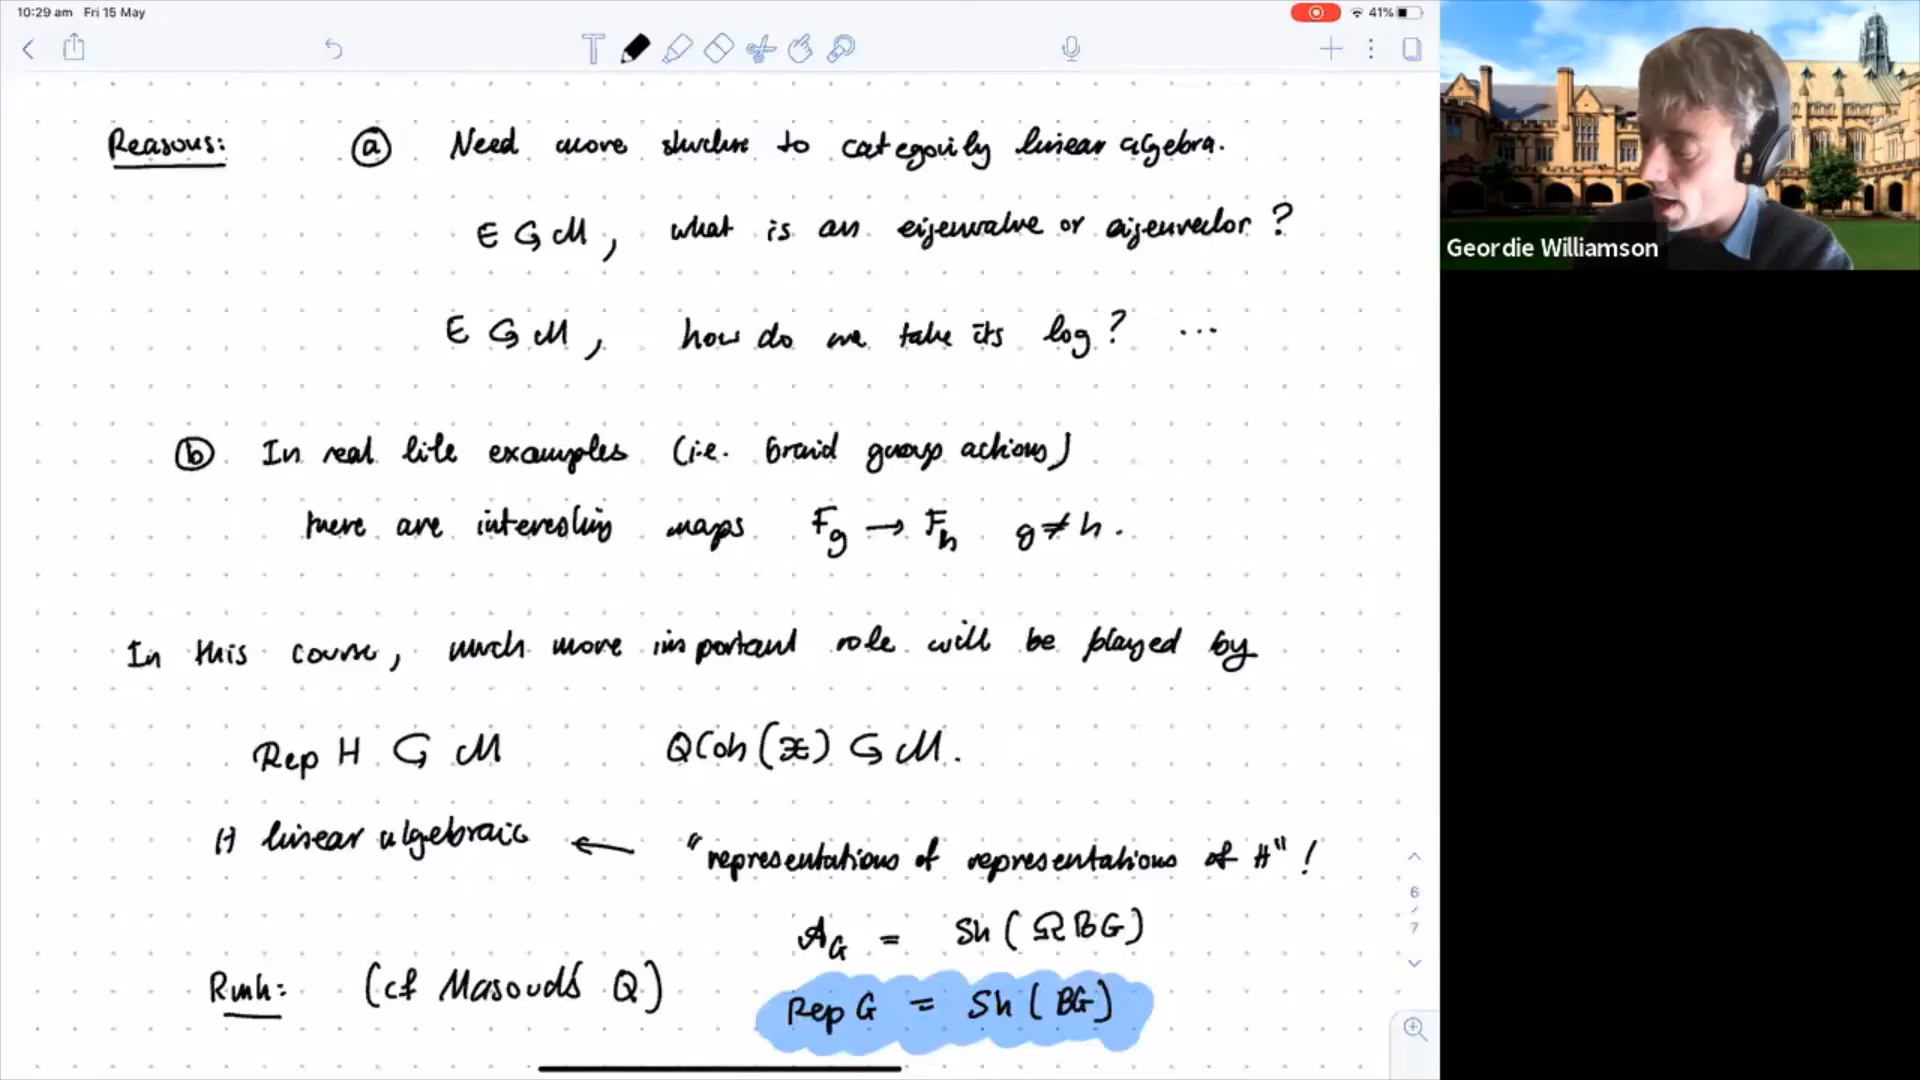 10:29 am Fri 15 May
41%
Reasons: ⓐ Need more structure to categorify linear algebra.
E ↺ M, what is an eigenvalue or eigenvector?
E ↺ M, how do we take its log? ...
ⓑ In real life examples (i.e. braid group actions)
there are interesting maps F_g → F_h g ≠ h.
In this course, much more important role will be played by
Rep H ↺ M QCoh(X) ↺ M.
H linear algebraic ← "representations of representations of H"!
A_G = Sh(ΩBG)
Rmk: (cf Masoud's Q)
Rep G = Sh(BG)
6
/
7
Geordie Williamson